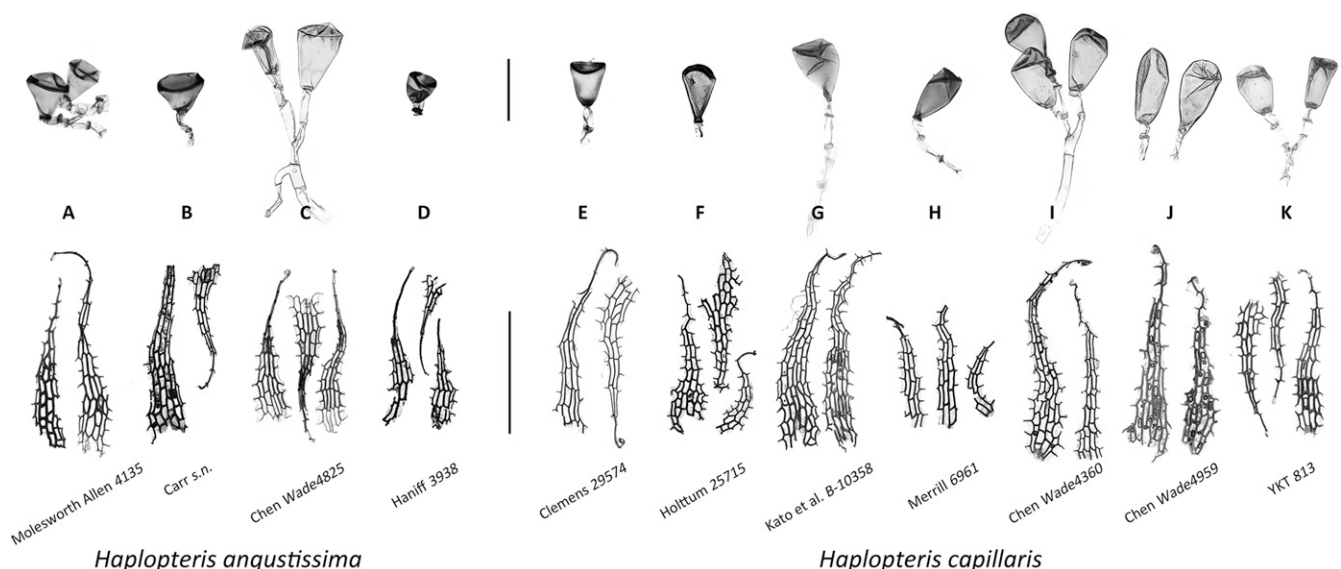 A B C D E F G H I J K
Molesworth Allen 4135
Carr s.n.
Chen Wade4825
Haniff 3938
Clemens 29574
Holttum 25715
Kato et al. B-10358
Merrill 6961
Chen Wade4360
Chen Wade4959
YKT 813
Haplopteris angustissima
Haplopteris capillaris